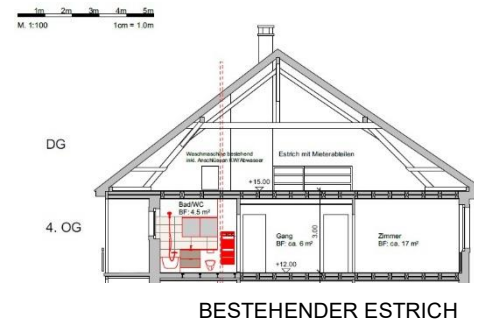 1m 2m 3m 4m 5m
M. 1:100 1cm = 1.0m
DG
Waschmaschine bestehend
inkl. Anschlüssen KW/Abwasser
Estrich mit Mieterabteilen
+15.00
4. OG
Bad/WC
BF: 4,5 m²
Gang
BF: ca. 6 m²
3,00
Zimmer
BF: ca. 17 m²
+12.00
BESTEHENDER ESTRICH